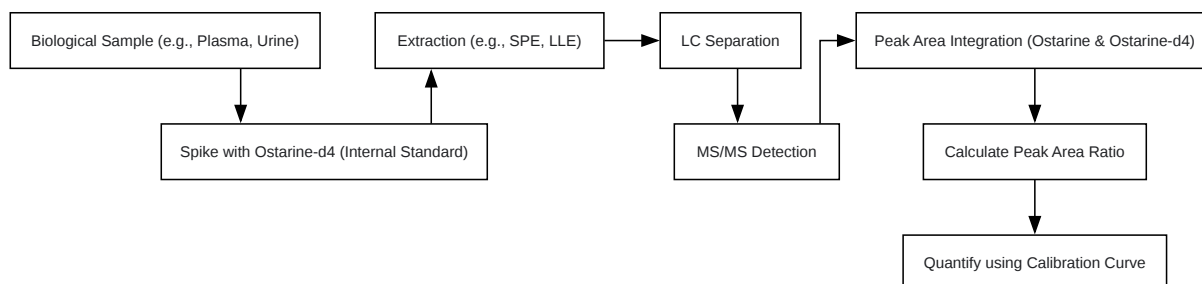 Biological Sample (e.g., Plasma, Urine)
Spike with Ostarine-d4 (Internal Standard)
Extraction (e.g., SPE, LLE)
LC Separation
MS/MS Detection
Peak Area Integration (Ostarine & Ostarine-d4)
Calculate Peak Area Ratio
Quantify using Calibration Curve